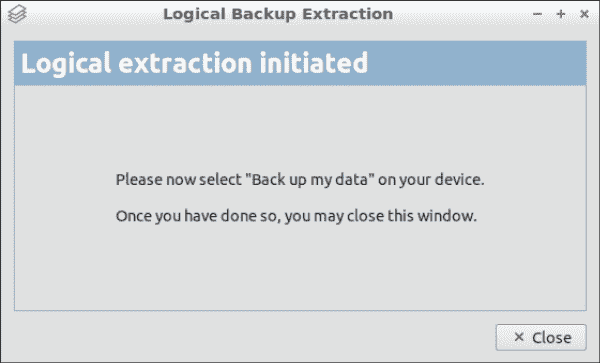 Logical Backup Extraction
Logical extraction initiated
Please now select "Back up my data" on your device.
Once you have done so, you may close this window.
Close